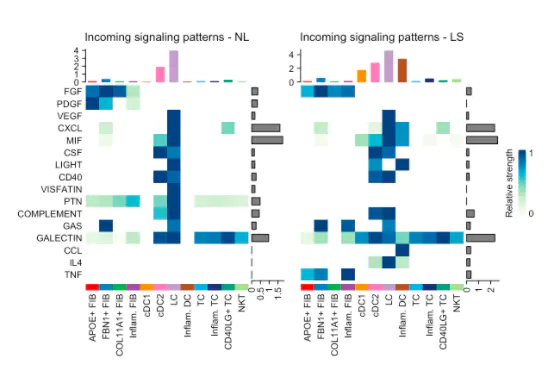 Incoming signaling patterns - NL
Incoming signaling patterns - LS
4
3
2
1
0
4
2
0
FGF
PDGF
VEGF
CXCL
MIF
CSF
LIGHT
CD40
VISFATIN
PTN
COMPLEMENT
GAS
GALECTIN
CCL
IL4
TNF
Relative strength
1
0
APOE+ FIB
FBN1+ FIB
COL11A1+ FIB
Inflam. FIB
cDC1
cDC2
LC
Inflam. DC
TC
Inflam. TC
CD40LG+ TC
NKT
0
0.5
1
1.5
APOE+ FIB
FBN1+ FIB
COL11A1+ FIB
Inflam. FIB
cDC1
cDC2
LC
Inflam. DC
TC
Inflam. TC
CD40LG+ TC
NKT
0
1
2